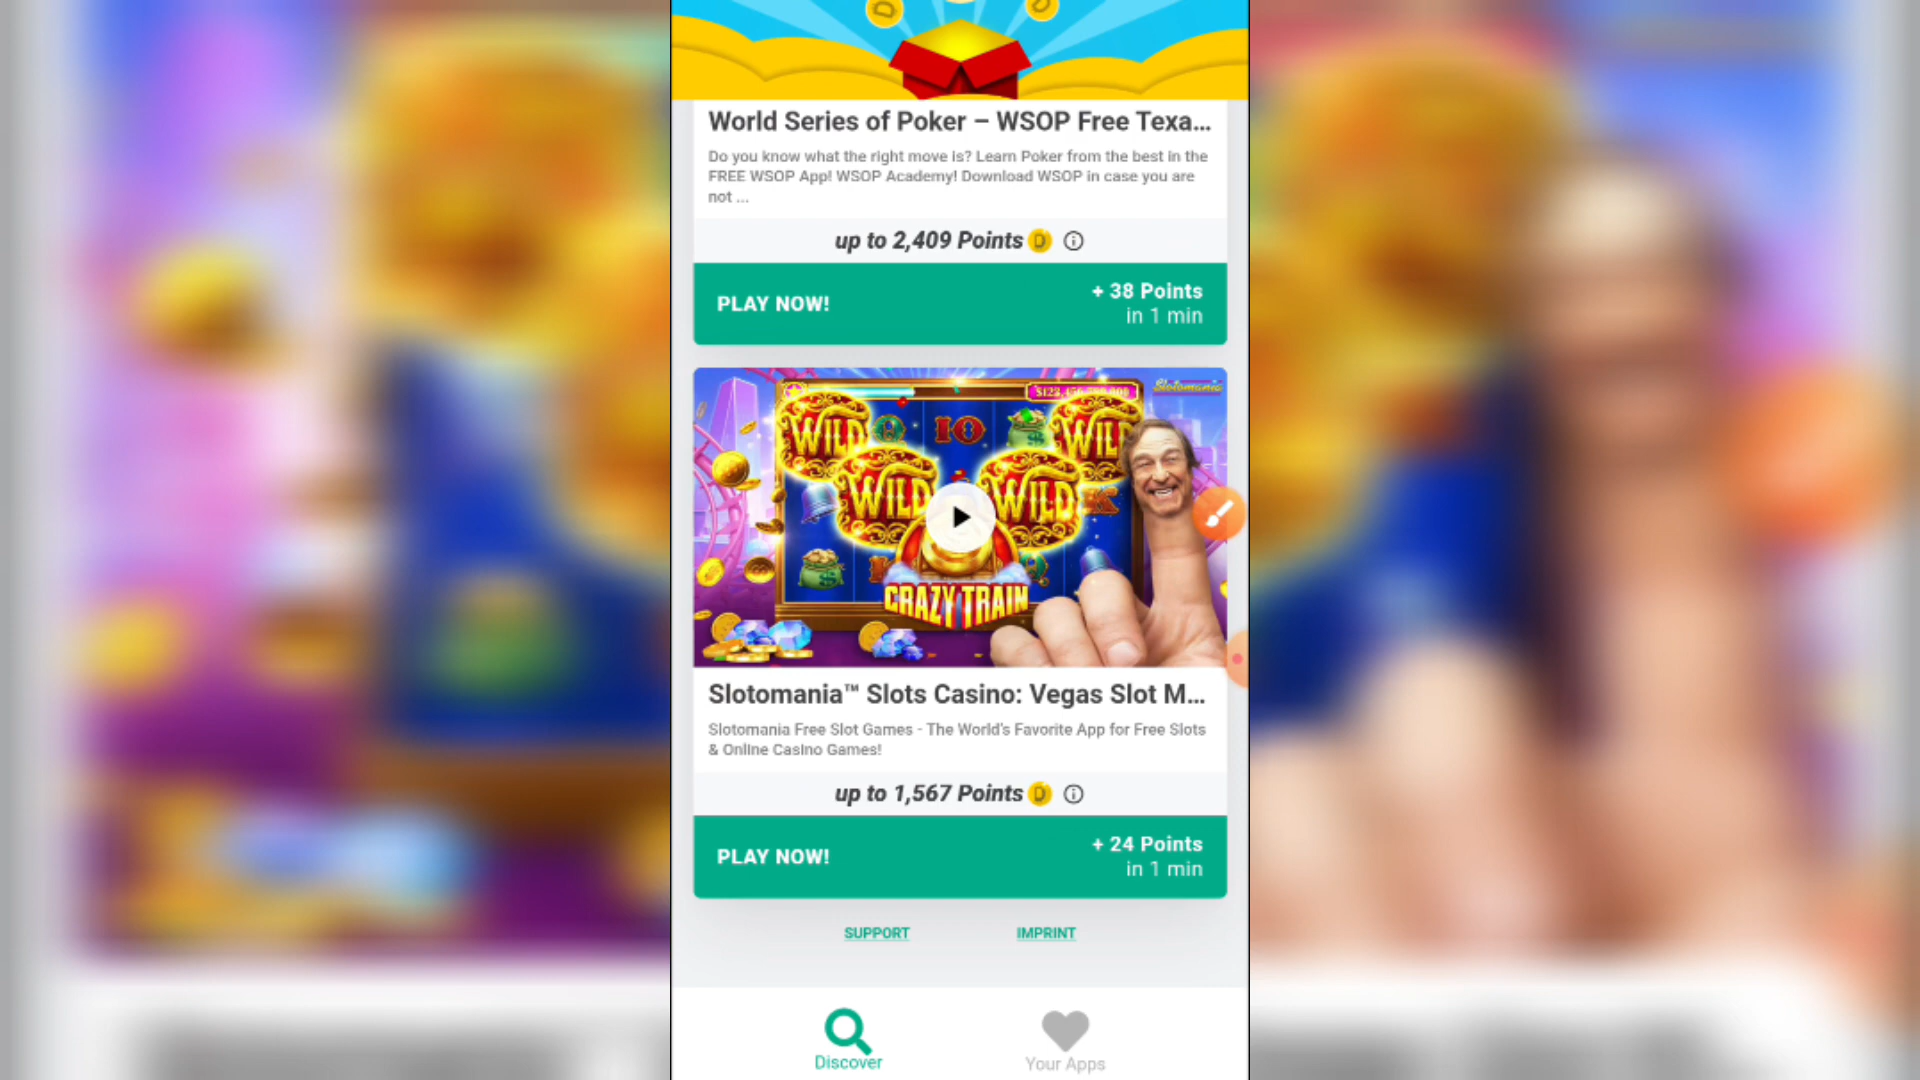 World Series of Poker – WSOP Free Texa...
Do you know what the right move is? Learn Poker from the best in the
FREE WSOP App! WSOP Academy! Download WSOP in case you are
not ...
up to 2,409 Points D
PLAY NOW!
+ 38 Points
in 1 min
Slotomania
WILD
10
WILD
WILD
WILD
K
CRAZY TRAIN
Slotomania™ Slots Casino: Vegas Slot M...
Slotomania Free Slot Games - The World's Favorite App for Free Slots
& Online Casino Games!
up to 1,567 Points D
PLAY NOW!
+ 24 Points
in 1 min
SUPPORT
IMPRINT
Discover
Your Apps